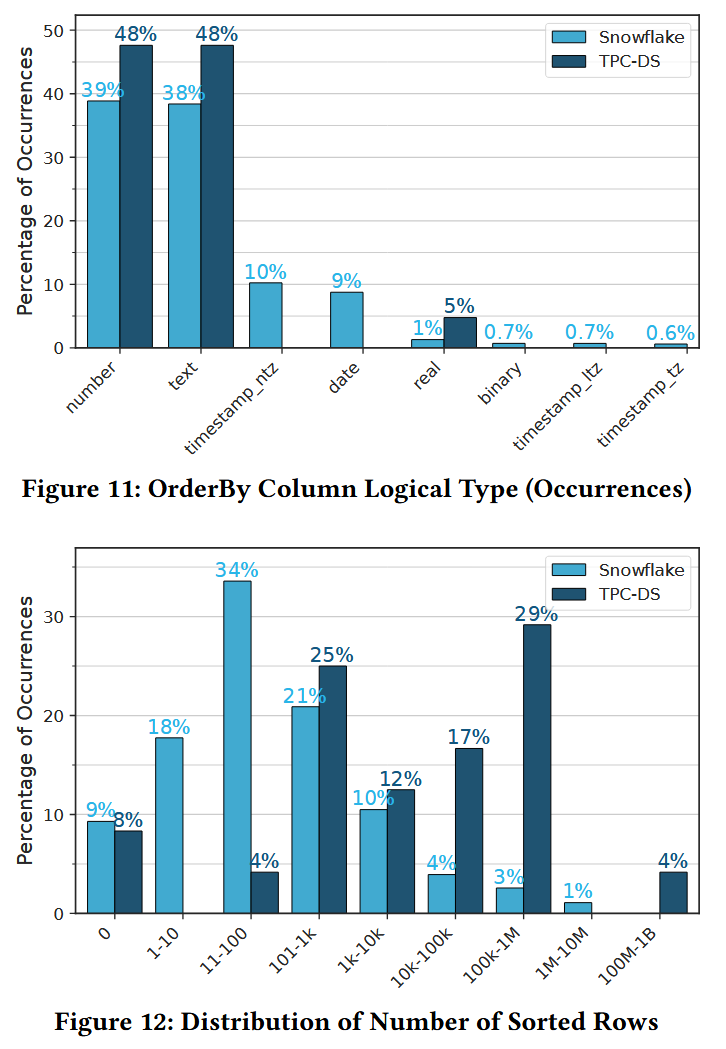 Percentage of Occurrences
50
40
30
20
10
0
39%
48%
38%
48%
10%
9%
1%
5%
0.7%
0.7%
0.6%
Snowflake
TPC-DS
number
text
timestamp_ntz
date
real
binary
timestamp_ltz
timestamp_tz
Figure 11: OrderBy Column Logical Type (Occurrences)
Percentage of Occurrences
30
20
10
0
9%
8%
18%
34%
4%
21%
25%
10%
12%
4%
17%
3%
29%
1%
4%
Snowflake
TPC-DS
0
1-10
11-100
101-1k
1k-10k
10k-100k
100k-1M
1M-10M
100M-1B
Figure 12: Distribution of Number of Sorted Rows